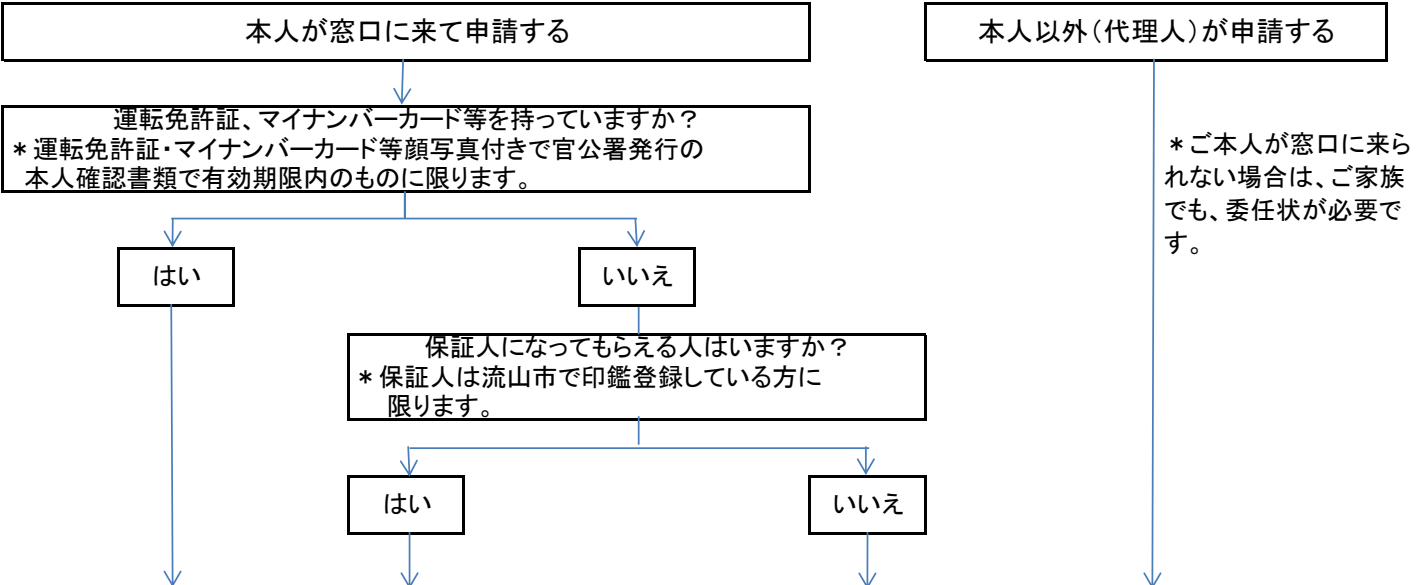 本人が窓口に来て申請する
本人以外(代理人)が申請する
運転免許証、マイナンバーカード等を持っていますか？
＊運転免許証・マイナンバーカード等顔写真付きで官公署発行の
本人確認書類で有効期限内のものに限ります。
＊ご本人が窓口に来ら
れない場合は、ご家族
でも、委任状が必要で
す。
はい
いいえ
保証人になってもらえる人はいますか？
＊保証人は流山市で印鑑登録している方に
限ります。
はい
いいえ